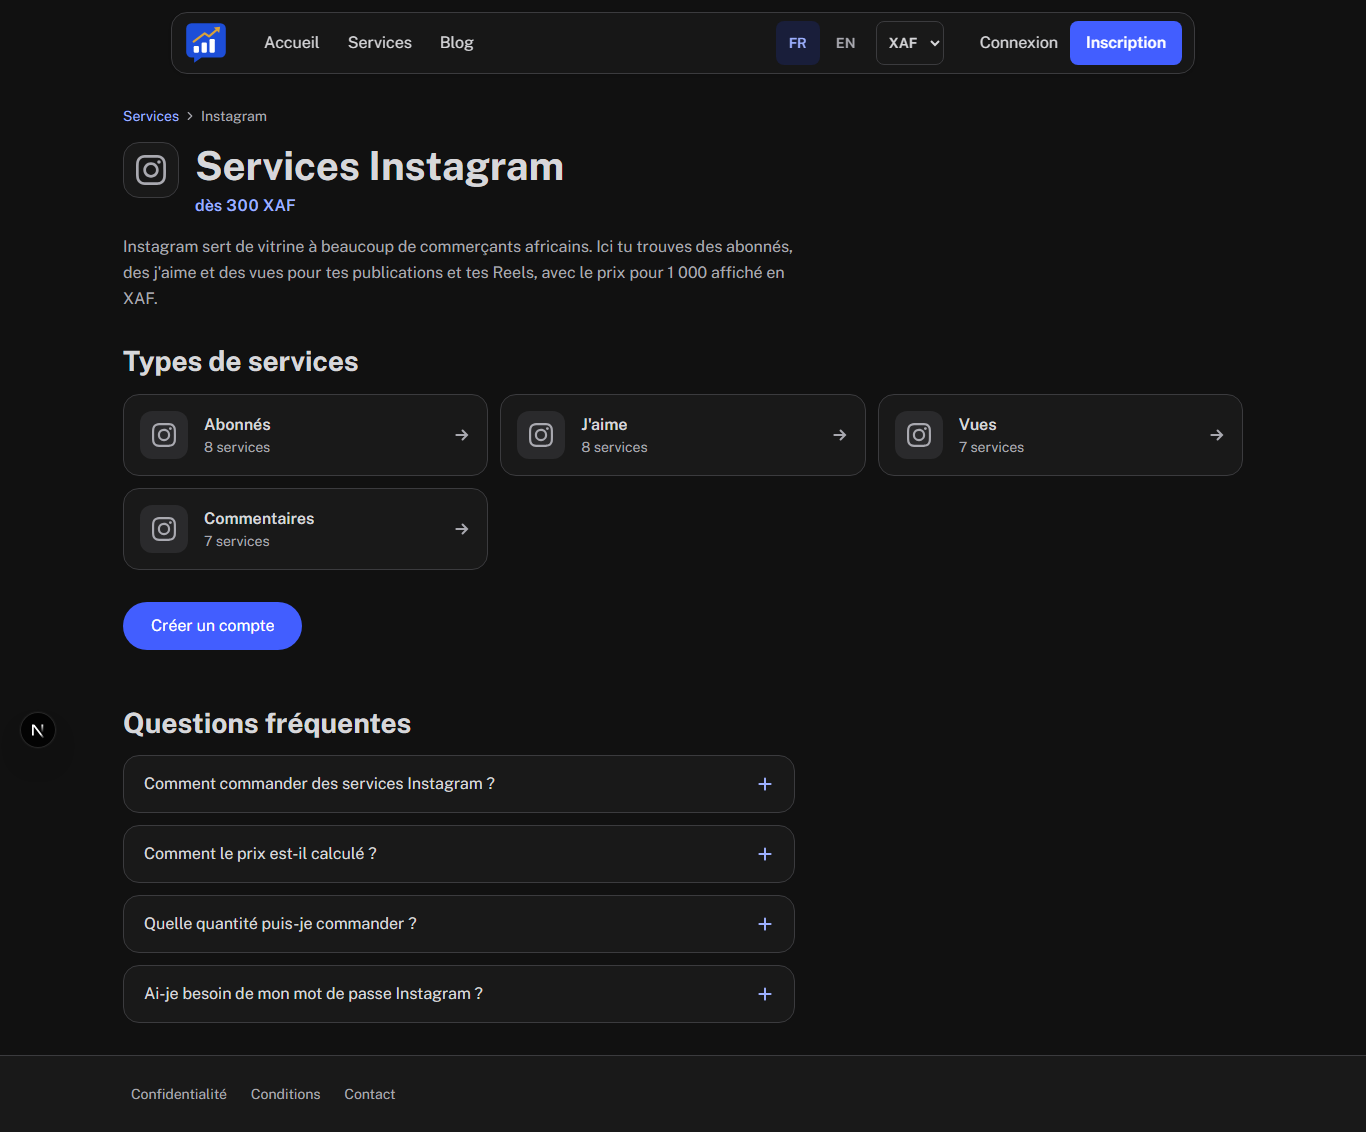 Accueil Services Blog FR EN XAF Connexion Inscription
Services > Instagram
Services Instagram
dès 300 XAF
Instagram sert de vitrine à beaucoup de commerçants africains. Ici tu trouves des abonnés,
des j'aime et des vues pour tes publications et tes Reels, avec le prix pour 1 000 affiché en
XAF.
Types de services
Abonnés
8 services
J'aime
8 services
Vues
7 services
Commentaires
7 services
Créer un compte
N
Questions fréquentes
Comment commander des services Instagram ?
Comment le prix est-il calculé ?
Quelle quantité puis-je commander ?
Ai-je besoin de mon mot de passe Instagram ?
Confidentialité Conditions Contact